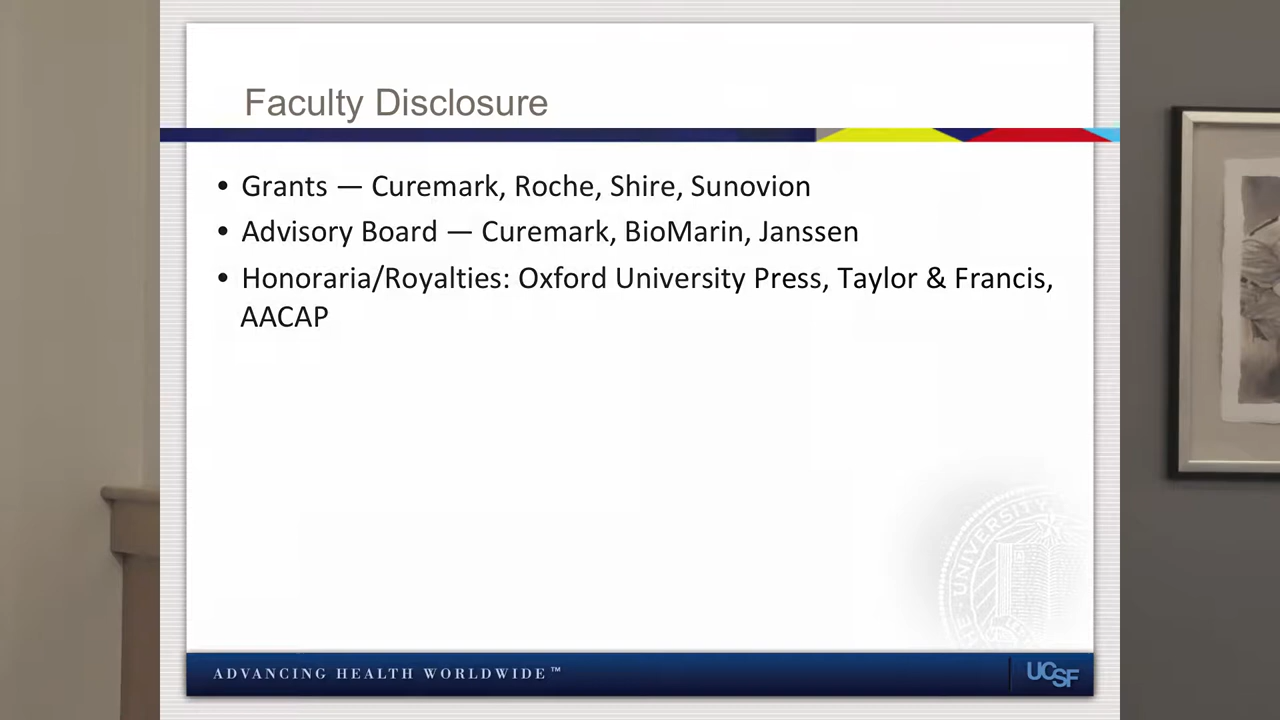 Faculty Disclosure
• Grants — Curemark, Roche, Shire, Sunovion
• Advisory Board — Curemark, BioMarin, Janssen
• Honoraria/Royalties: Oxford University Press, Taylor & Francis,
AACAP
UNIVERSITY
ADVANCING HEALTH WORLDWIDE™
UCSF